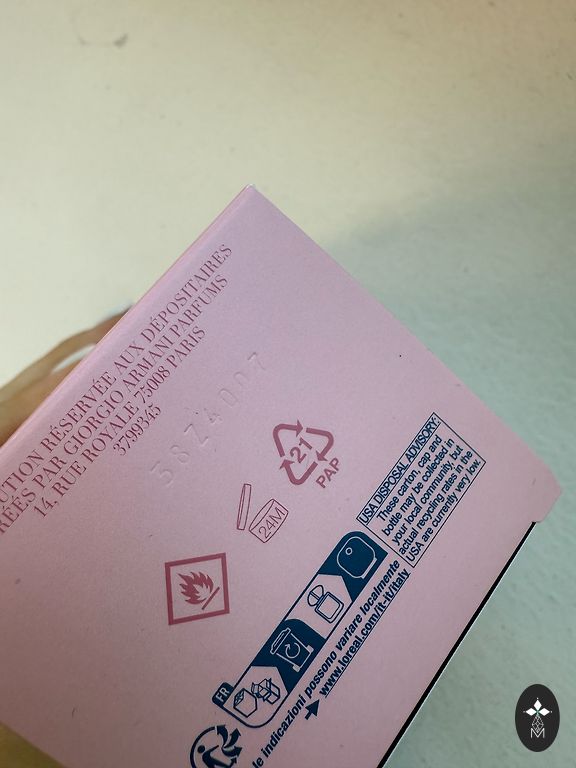 UTION RÉSERVÉE AUX DÉPOSITAIRES
RÉÉES PAR GIORGIO ARMANI PARFUMS
14, RUE ROYALE 75008 PARIS
3799345
38Z4007
21
PAP
24M
USA DISPOSAL ADVISORY:
These carton, cap and
bottle may be collected in
your local community, but
actual recycling rates in the
USA are currently very low.
FR
le indicazioni possono variare localmente
www.loreal.com/it-it/italy
M